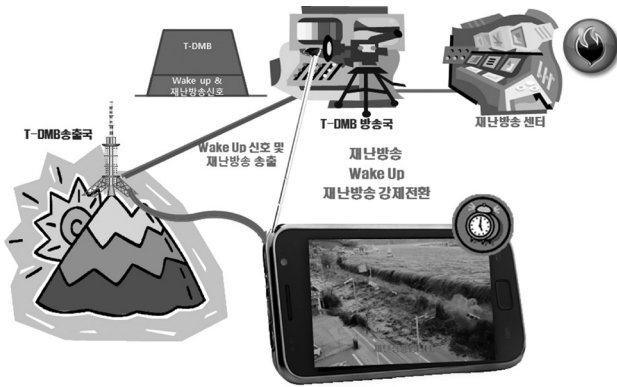 T-DMB
Wake up &
재난방송신호
T-DMB 방송국
재난방송 센터
T-DMB송출국
Wake Up 신호 및
재난방송 송출
재난방송
Wake Up
재난방송 강제전환